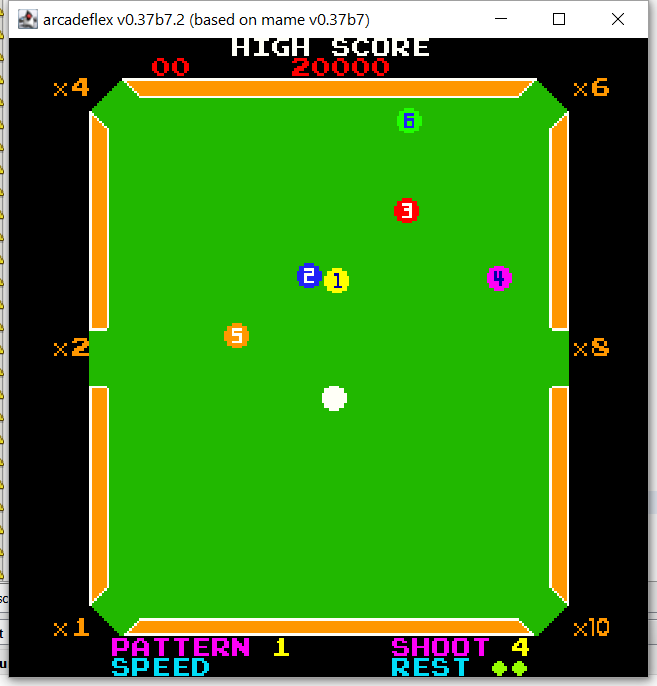 arcadeflex v0.37b7.2 (based on mame v0.37b7)
HIGH SCORE
00 20000
x4 x6
6
3
2 1 4
5
x2 x8
x1 x10
PATTERN 1 SHOOT 4
SPEED REST